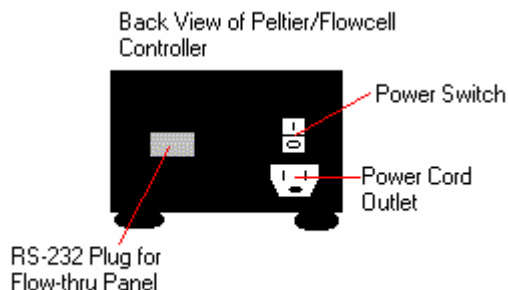 Back View of Peltier/Flowcell
Controller
Power Switch
Power Cord
Outlet
RS-232 Plug for
Flow-thru Panel